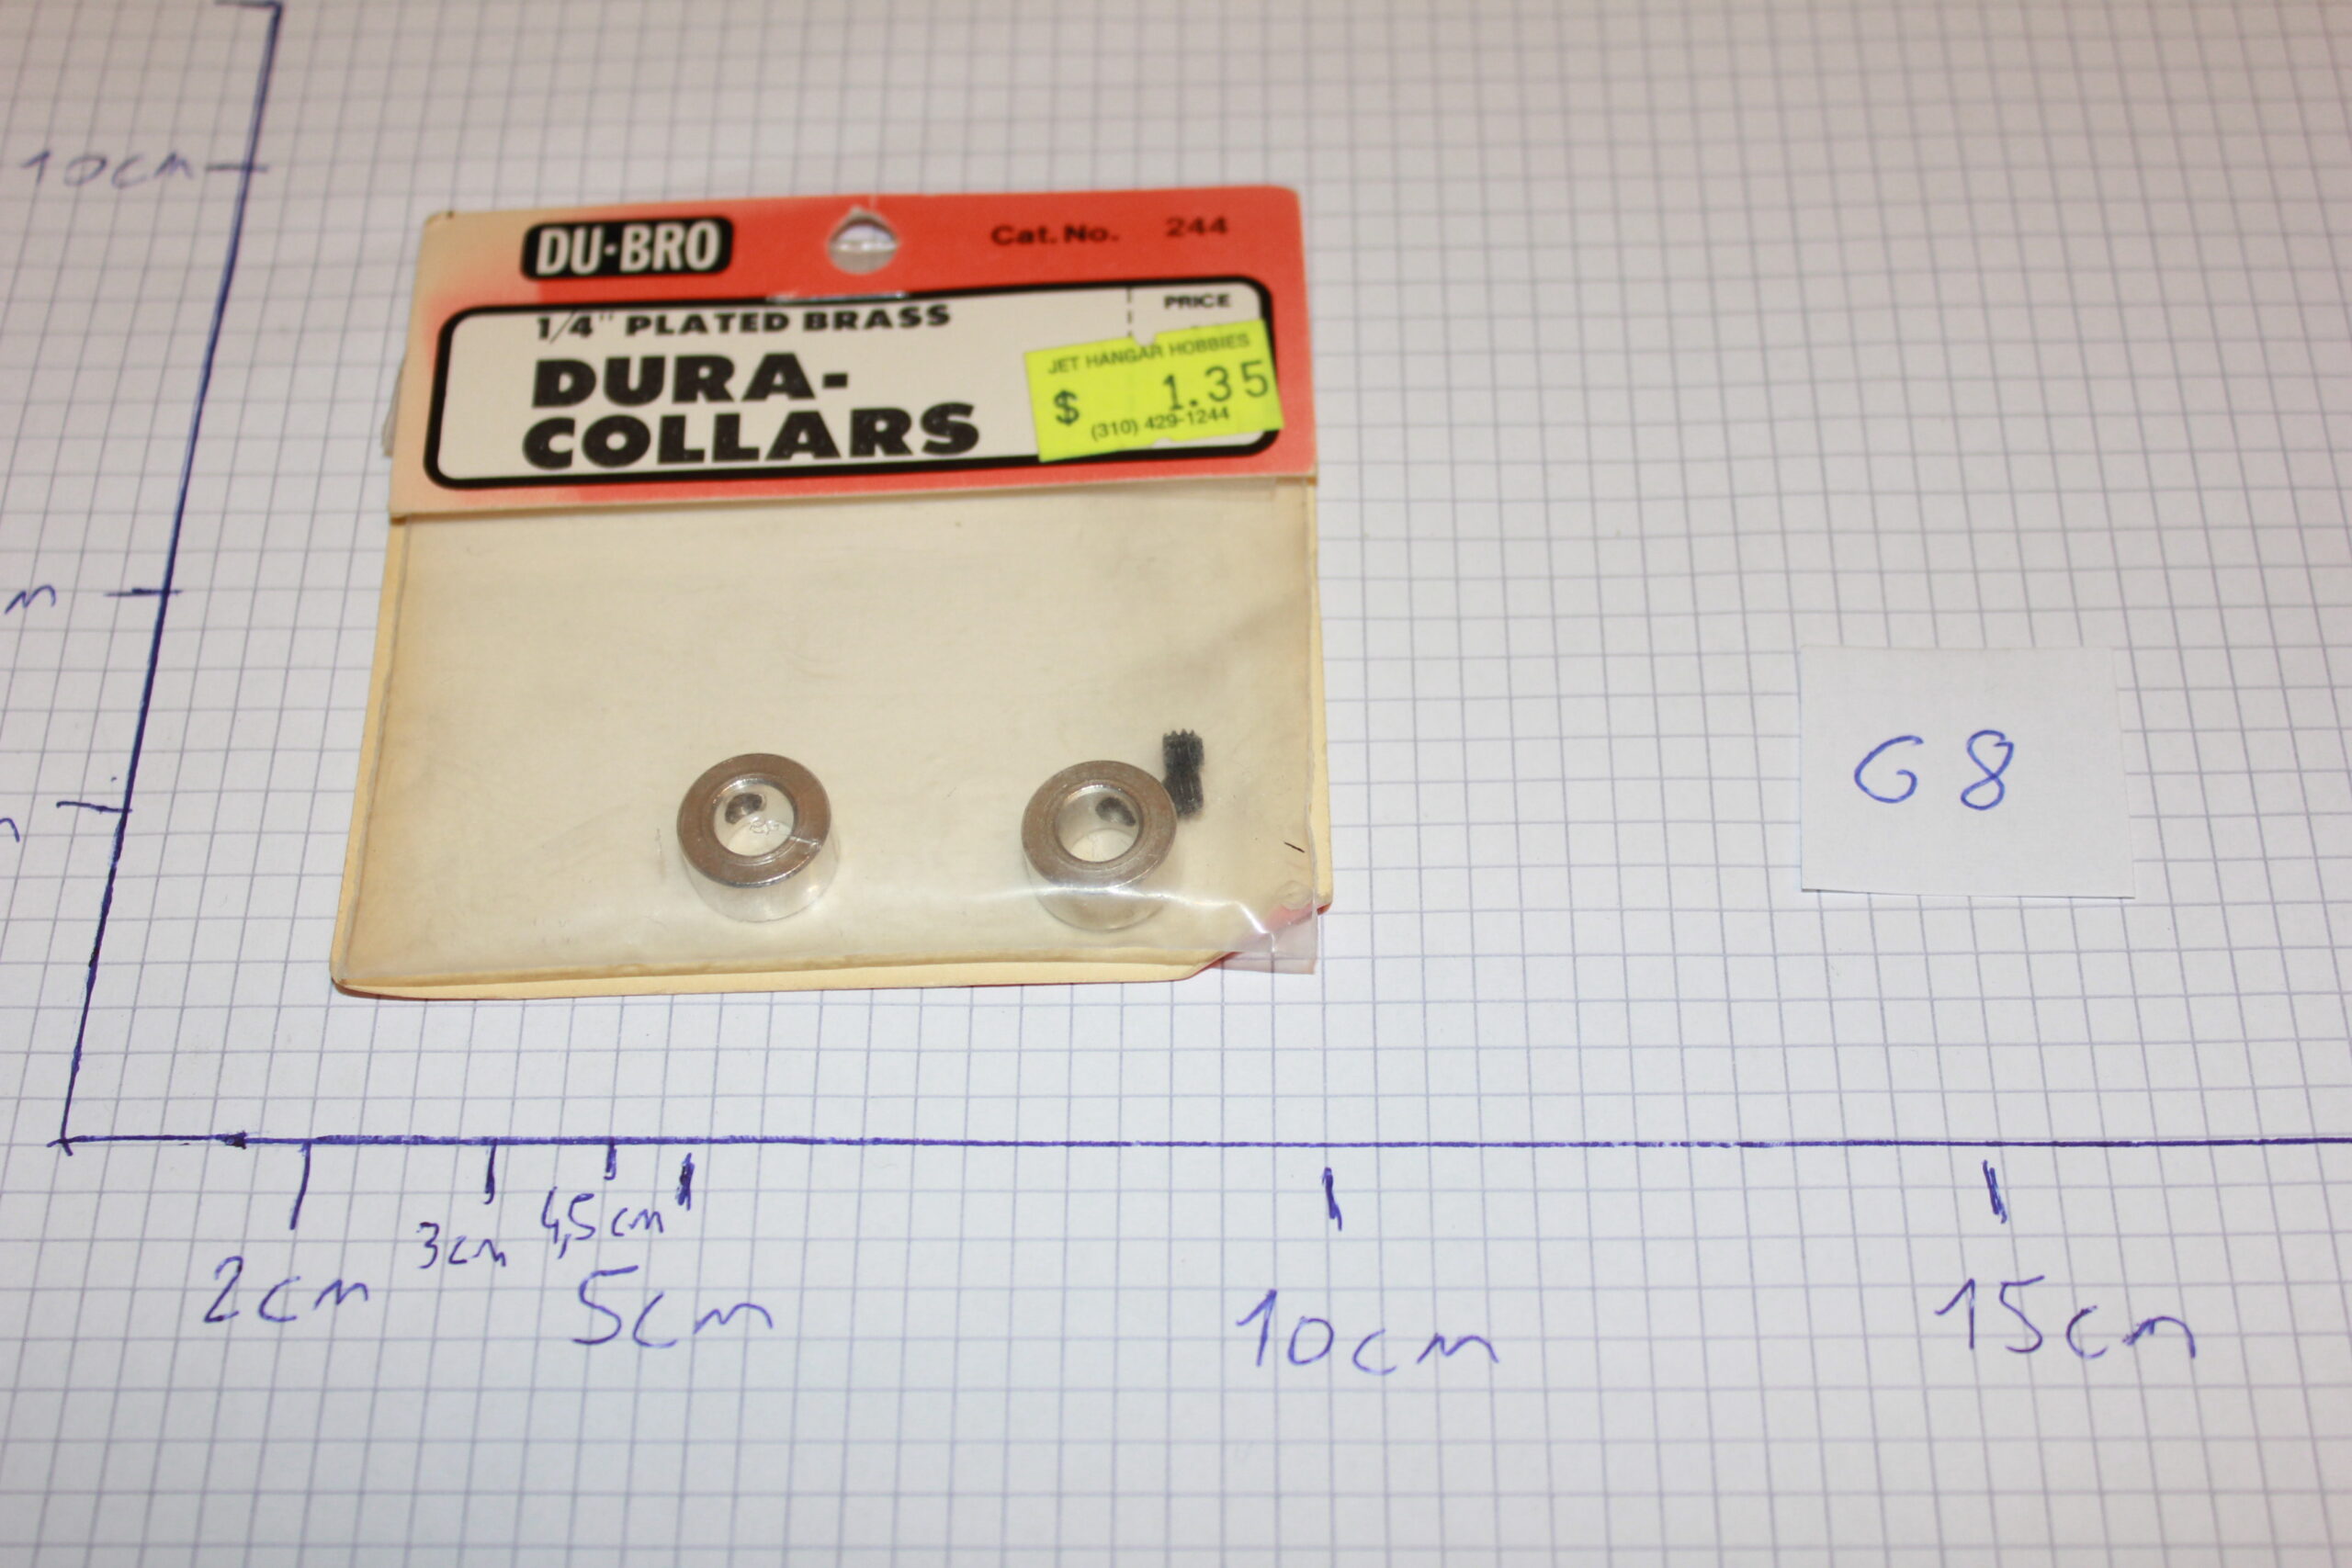 10cm
DU-BRO
Cat. No. 244
1/4" PLATED BRASS
PRICE
DURA-
COLLARS
JET HANGAR HOBBIES
$ 1.35
(310) 429-1244
G8
2cm
3cm
4,5cm
5cm
10cm
15cm